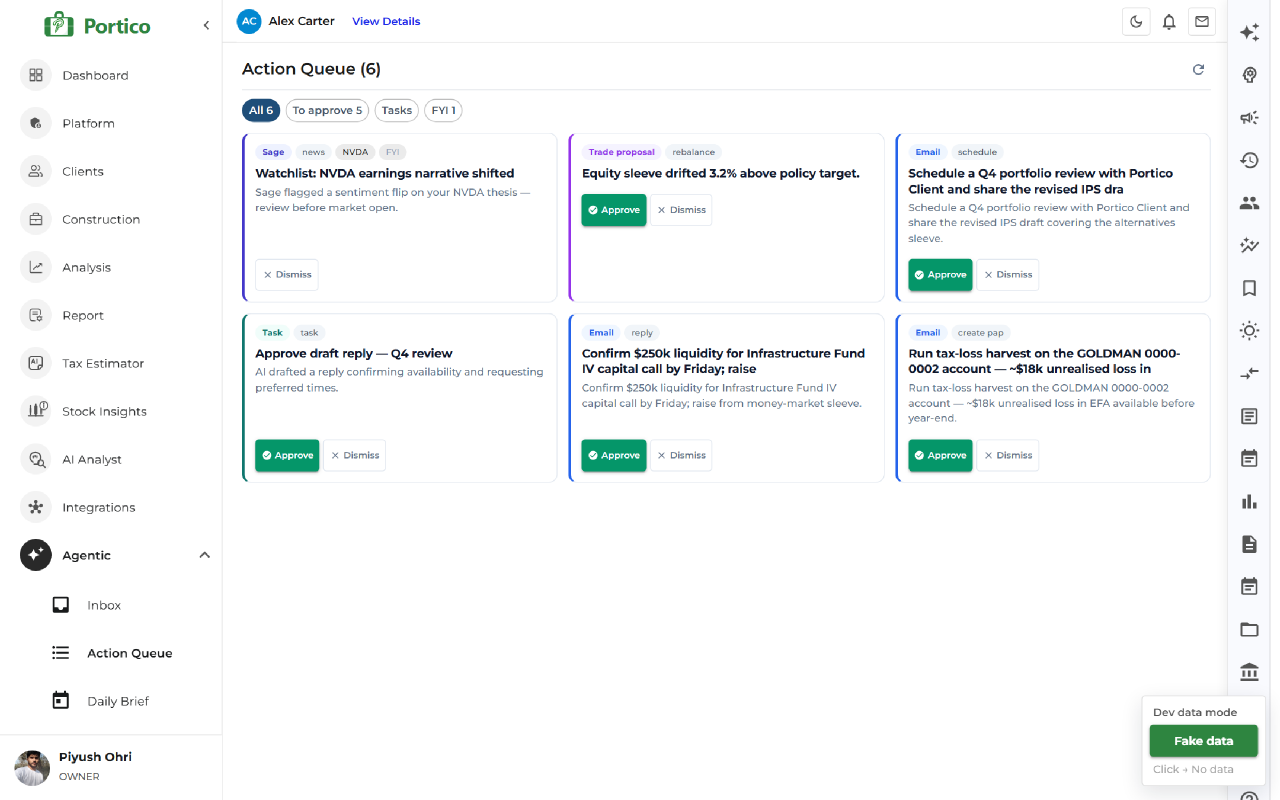 Portico
AC Alex Carter View Details
Dashboard
Platform
Clients
Construction
Analysis
Report
Tax Estimator
Stock Insights
AI Analyst
Integrations
Agentic
Inbox
Action Queue
Daily Brief
Piyush Ohri
OWNER
Action Queue (6)
All 6 To approve 5 Tasks FYI 1
Sage news NVDA FYI
Watchlist: NVDA earnings narrative shifted
Sage flagged a sentiment flip on your NVDA thesis —
review before market open.
Dismiss
Trade proposal rebalance
Equity sleeve drifted 3.2% above policy target.
Approve Dismiss
Email schedule
Schedule a Q4 portfolio review with Portico
Client and share the revised IPS dra
Schedule a Q4 portfolio review with Portico Client and
share the revised IPS draft covering the alternatives
sleeve.
Approve Dismiss
Task task
Approve draft reply — Q4 review
AI drafted a reply confirming availability and requesting
preferred times.
Approve Dismiss
Email reply
Confirm $250k liquidity for Infrastructure Fund
IV capital call by Friday; raise
Confirm $250k liquidity for Infrastructure Fund IV
capital call by Friday; raise from money-market sleeve.
Approve Dismiss
Email create pap
Run tax-loss harvest on the GOLDMAN 0000-
0002 account — ~$18k unrealised loss in
Run tax-loss harvest on the GOLDMAN 0000-0002
account — ~$18k unrealised loss in EFA available before
year-end.
Approve Dismiss
Dev data mode
Fake data
Click → No data